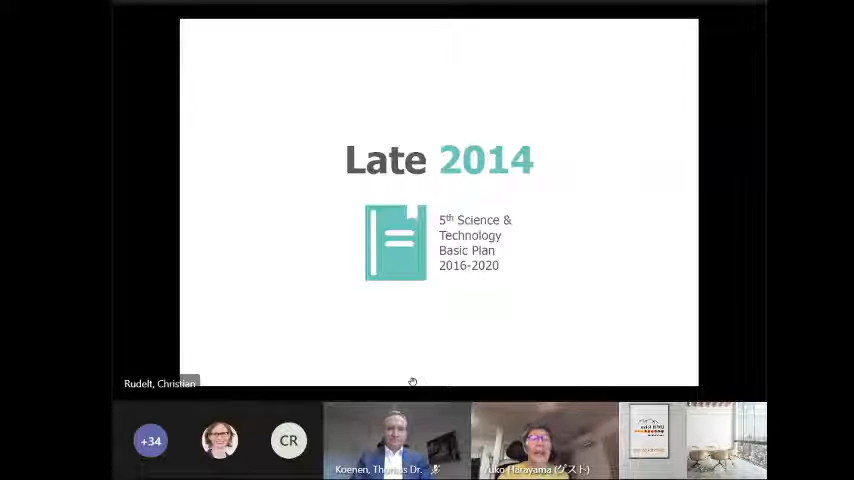 Late 2014
5th Science &
Technology
Basic Plan
2016-2020
Rudelt, Christian
+34
CR
Koenen, Thomas Dr.
Yuko Harayama (ゲスト)